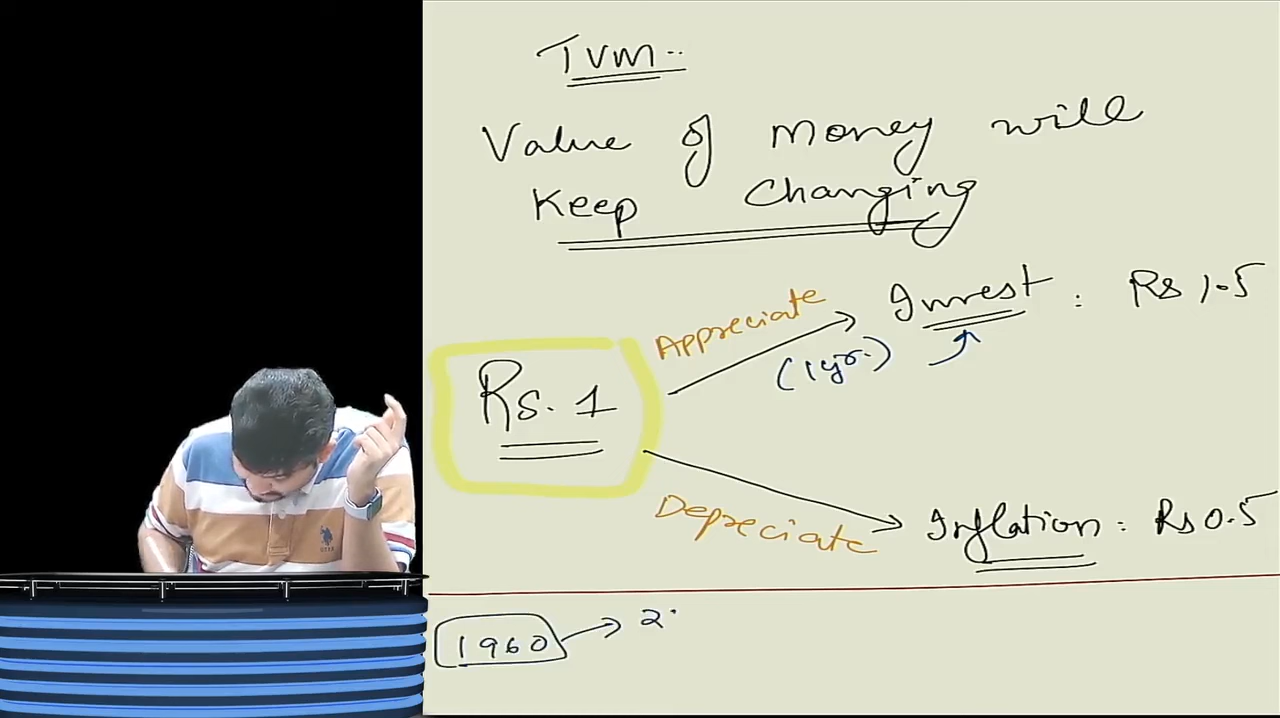 TVM..
Value of money will
Keep Changing
Appreciate
Invest : Rs 1.5
(1yr.)
Rs. 1
Depreciate
Inflation : Rs 0.5
1960 → 2